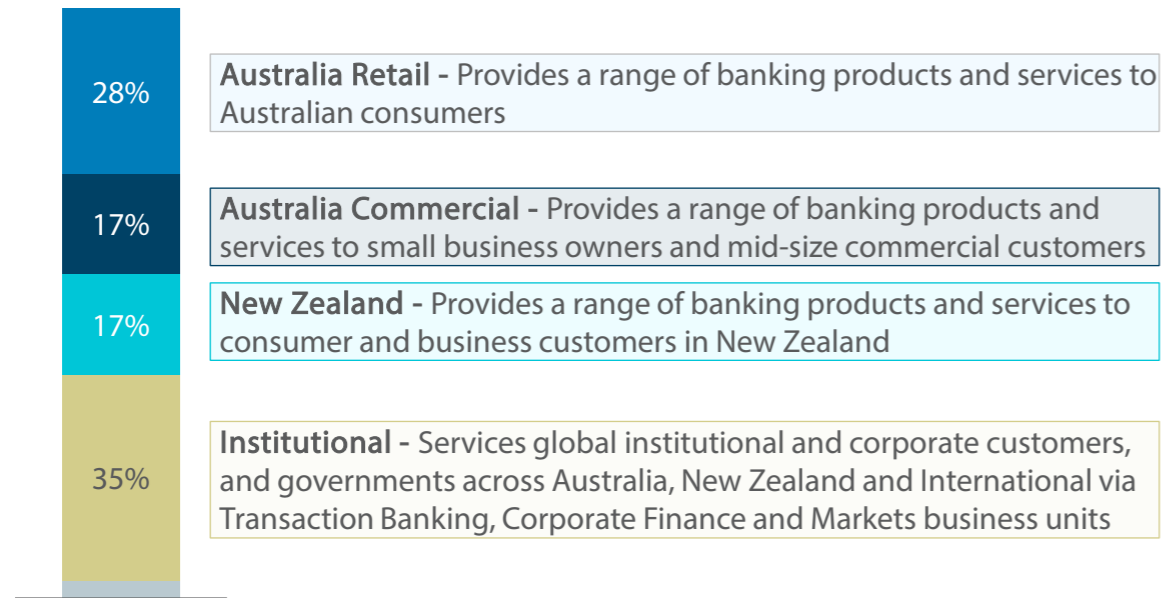 28%
Australia Retail - Provides a range of banking products and services to
Australian consumers
17%
Australia Commercial - Provides a range of banking products and
services to small business owners and mid-size commercial customers
17%
New Zealand - Provides a range of banking products and services to
consumer and business customers in New Zealand
35%
Institutional - Services global institutional and corporate customers,
and governments across Australia, New Zealand and International via
Transaction Banking, Corporate Finance and Markets business units